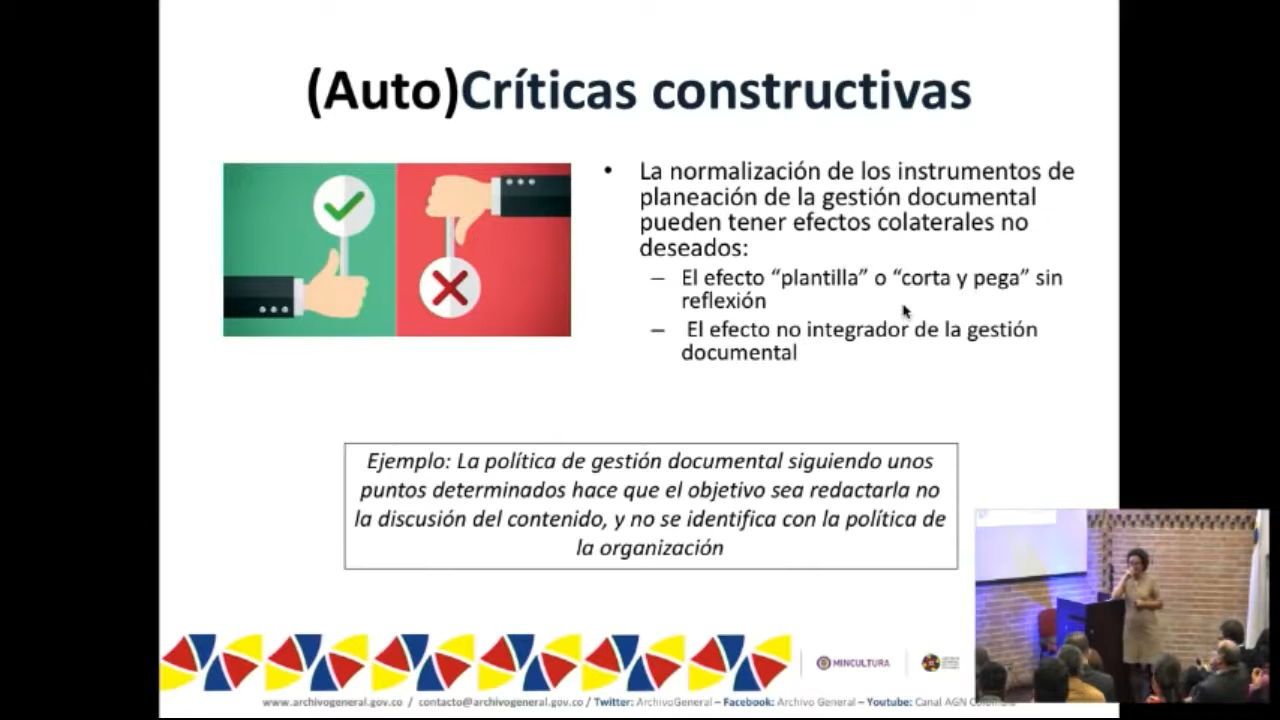 (Auto)Críticas constructivas
• La normalización de los instrumentos de
planeación de la gestión documental
pueden tener efectos colaterales no
deseados:
– El efecto “plantilla” o “corta y pega” sin
reflexión
– El efecto no integrador de la gestión
documental
Ejemplo: La política de gestión documental siguiendo unos
puntos determinados hace que el objetivo sea redactarla no
la discusión del contenido, y no se identifica con la política de
la organización
MINCULTURA
www.archivogeneral.gov.co / contacto@archivogeneral.gov.co / Twitter: ArchivoGeneral – Facebook: Archivo General – Youtube: Canal AGN Colombia